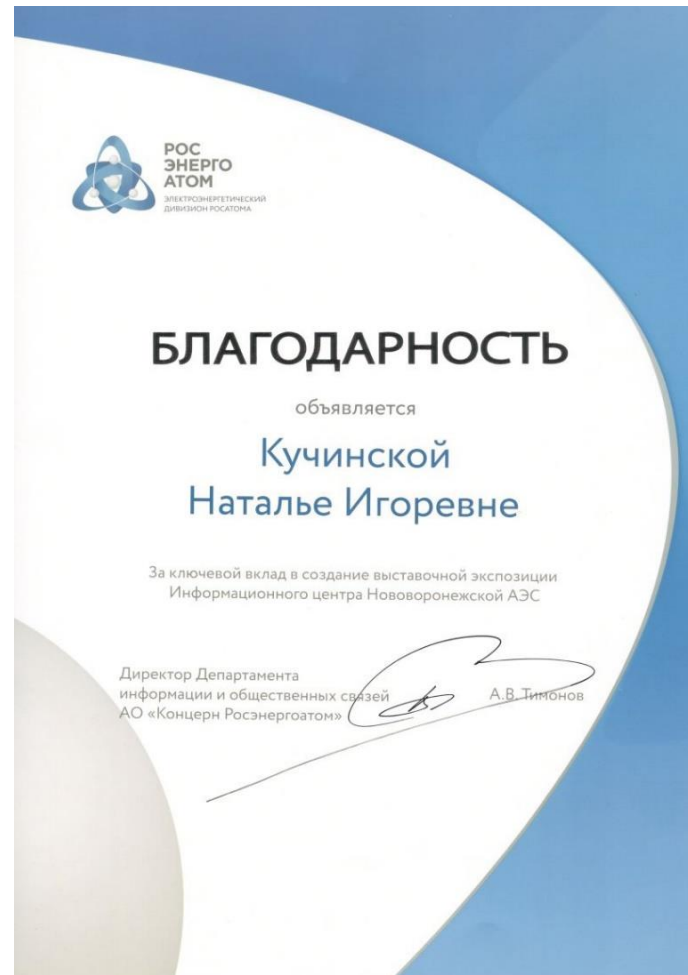 РОС
ЭНЕРГО
АТОМ
ЭЛЕКТРОЭНЕРГЕТИЧЕСКИЙ
ДИВИЗИОН РОСАТОМА
БЛАГОДАРНОСТЬ
объявляется
Кучинской
Наталье Игоревне
За ключевой вклад в создание выставочной экспозиции
Информационного центра Нововоронежской АЭС
Директор Департамента
информации и общественных связей А.В. Тимонов
АО «Концерн Росэнергоатом»